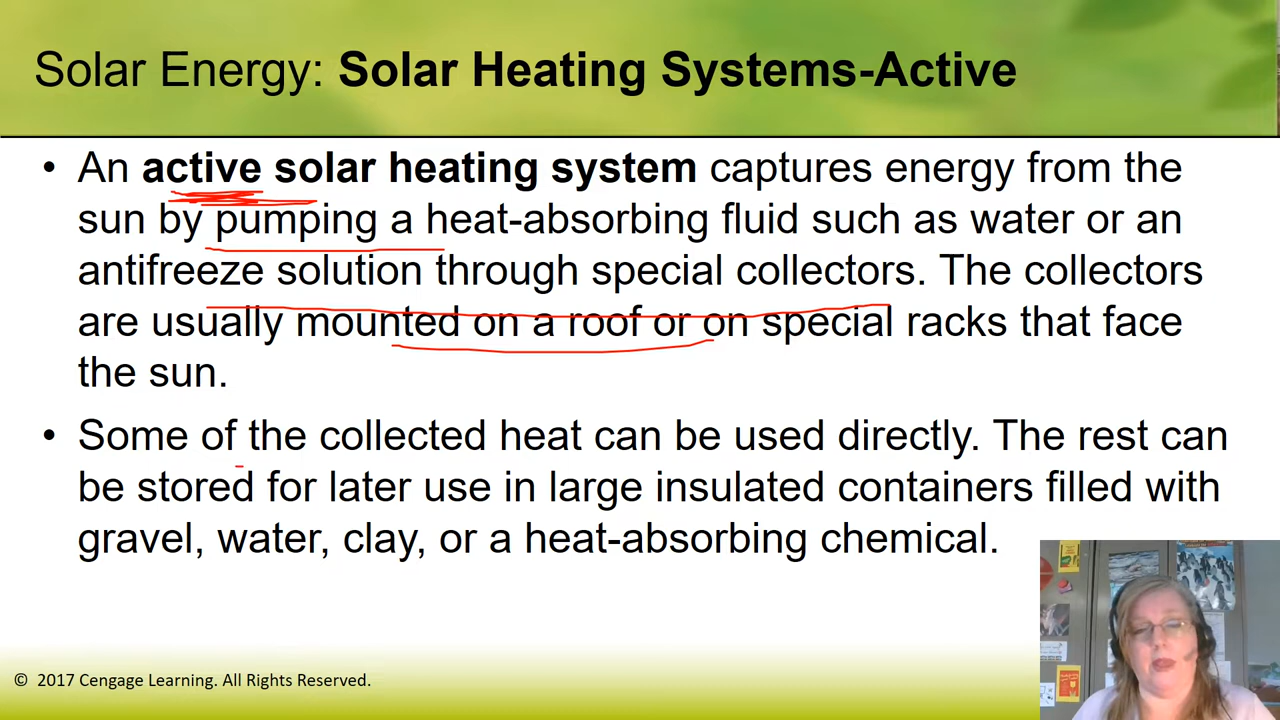 Solar Energy: Solar Heating Systems-Active
• An active solar heating system captures energy from the
sun by pumping a heat-absorbing fluid such as water or an
antifreeze solution through special collectors. The collectors
are usually mounted on a roof or on special racks that face
the sun.
• Some of the collected heat can be used directly. The rest can
be stored for later use in large insulated containers filled with
gravel, water, clay, or a heat-absorbing chemical.
© 2017 Cengage Learning. All Rights Reserved.